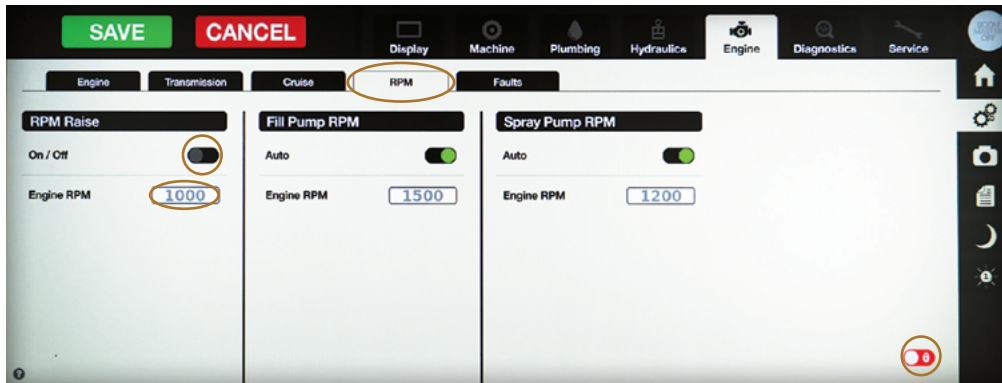 SAVE CANCEL
Display Machine Plumbing Hydraulics Engine Diagnostics Service
Engine Transmission Cruise RPM Faults
RPM Raise Fill Pump RPM Spray Pump RPM
On / Off Auto Auto
Engine RPM 1000 Engine RPM 1500 Engine RPM 1200
1
?